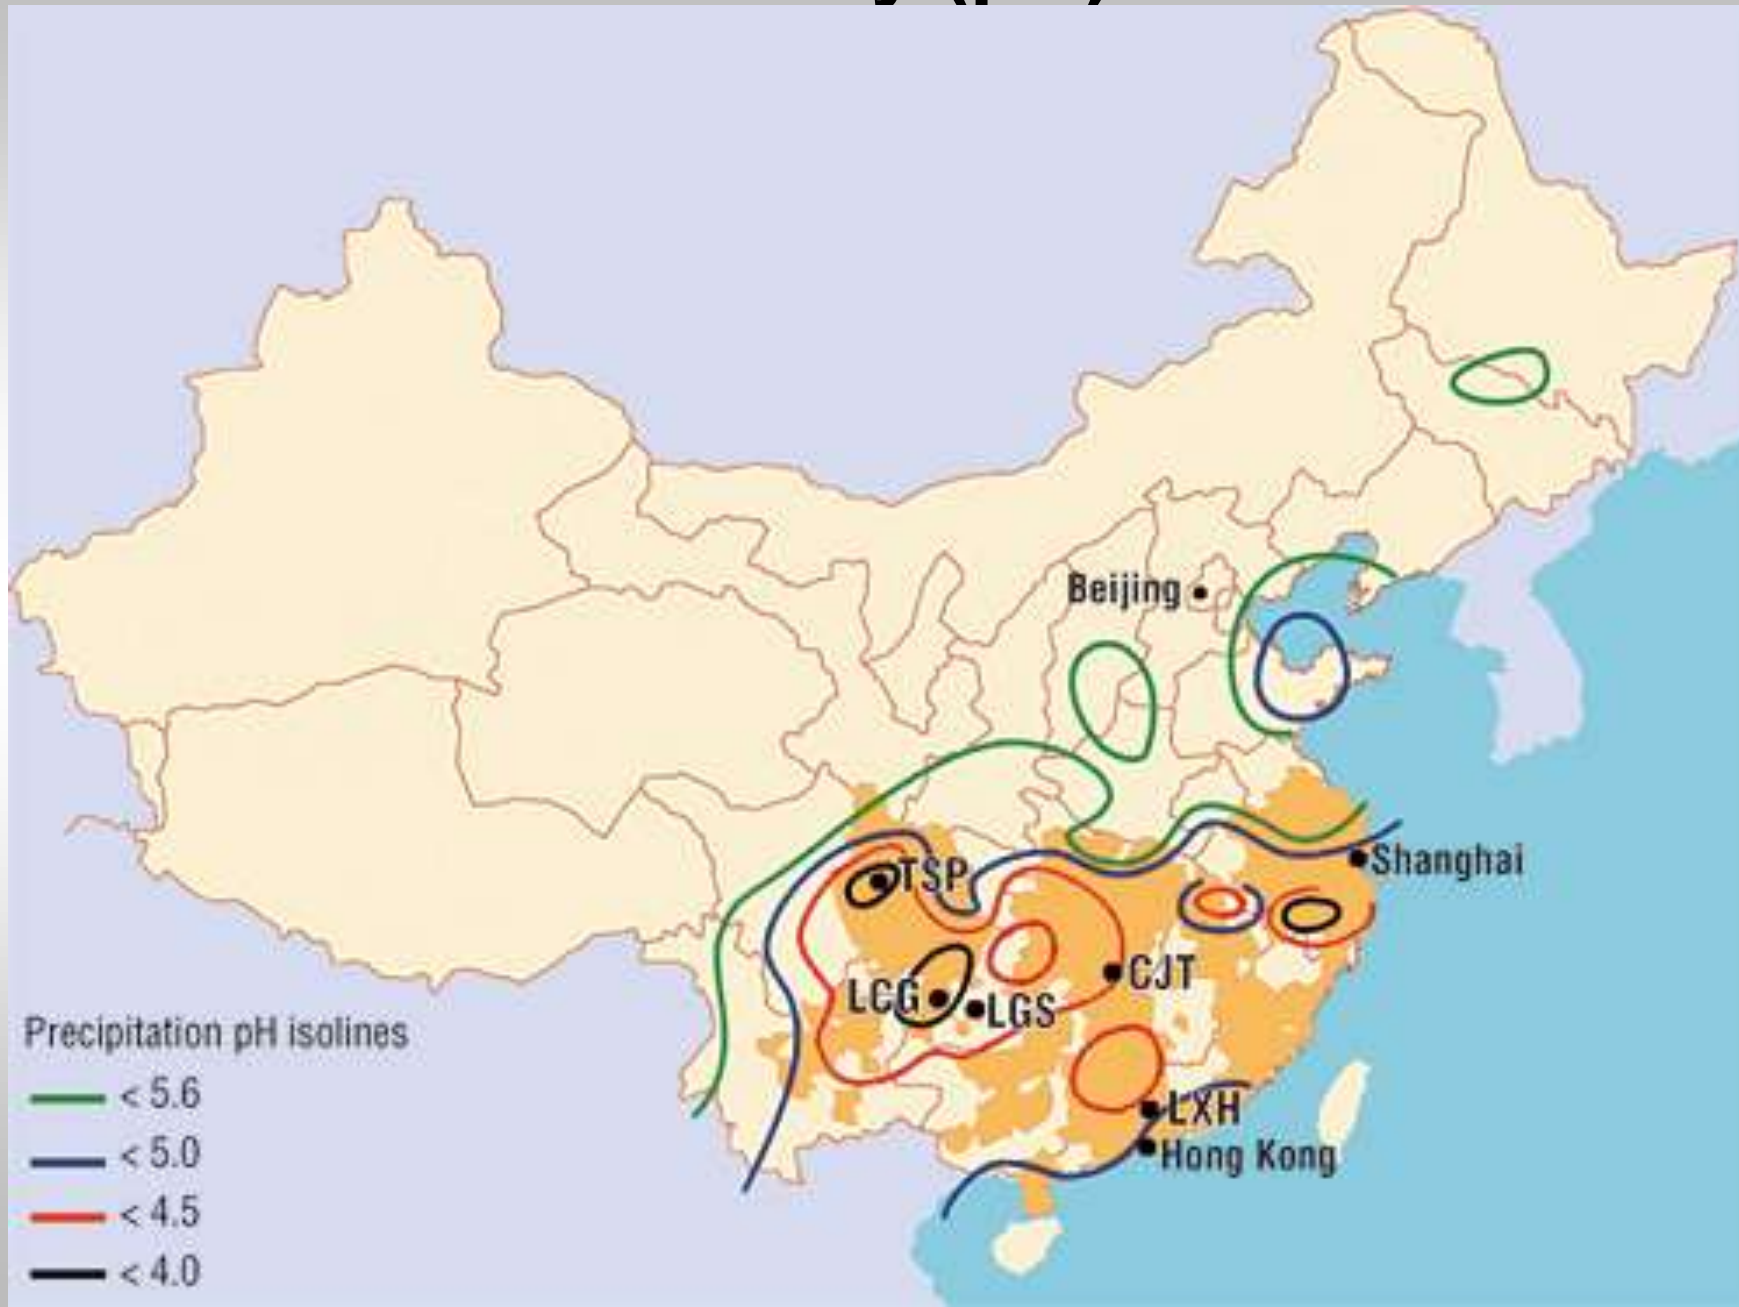 Beijing
Shanghai
TSP
CJT
LCG
LGS
LXH
Hong Kong
Precipitation pH isolines
< 5.6
< 5.0
< 4.5
< 4.0